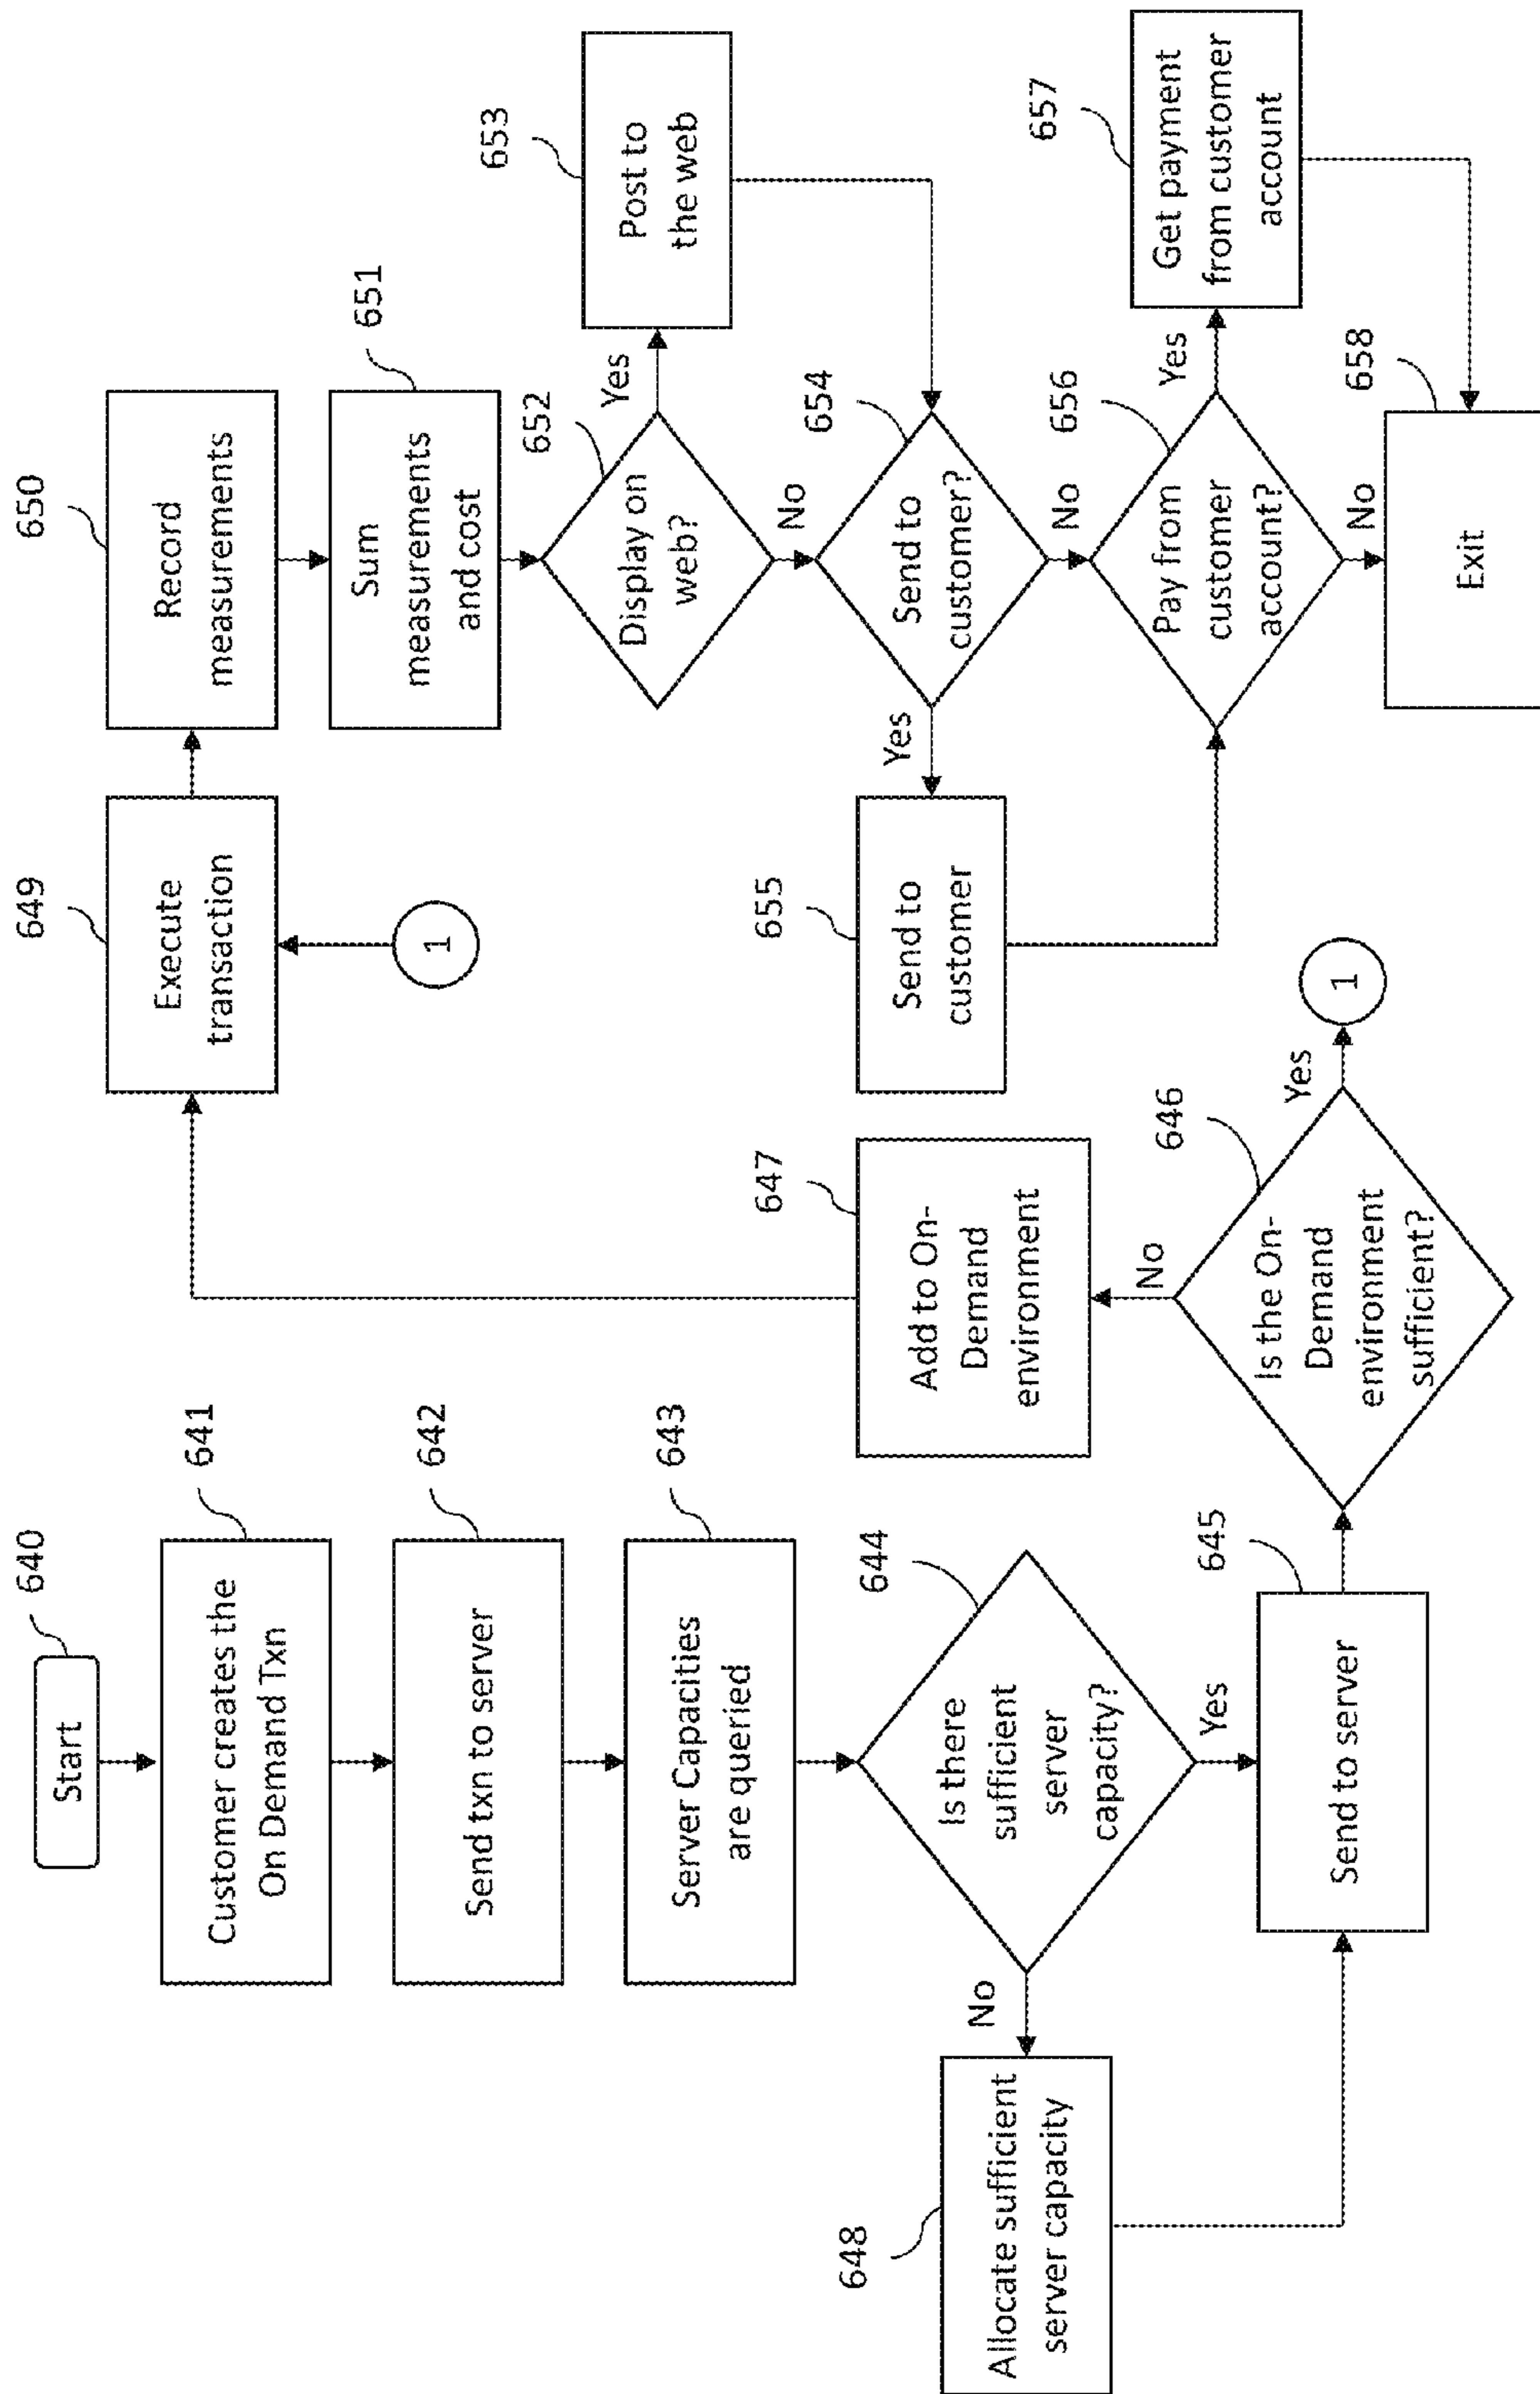 640
Start
641
Customer creates the
On Demand Txn
642
Send txn to server
643
Server Capacities
are queried
644
Is there
sufficient
server
capacity?
No
Yes
648
Allocate sufficient
server capacity
645
Send to server
646
Is the On-
Demand
environment
sufficient?
No
Yes
1
647
Add to On-
Demand
environment
649
Execute
transaction
1
650
Record
measurements
651
Sum
measurements
and cost
652
Display on
web?
Yes
No
653
Post to
the web
654
Send to
customer?
Yes
No
655
Send to
customer
656
Pay from
customer
account?
Yes
No
657
Get payment
from customer
account
658
Exit